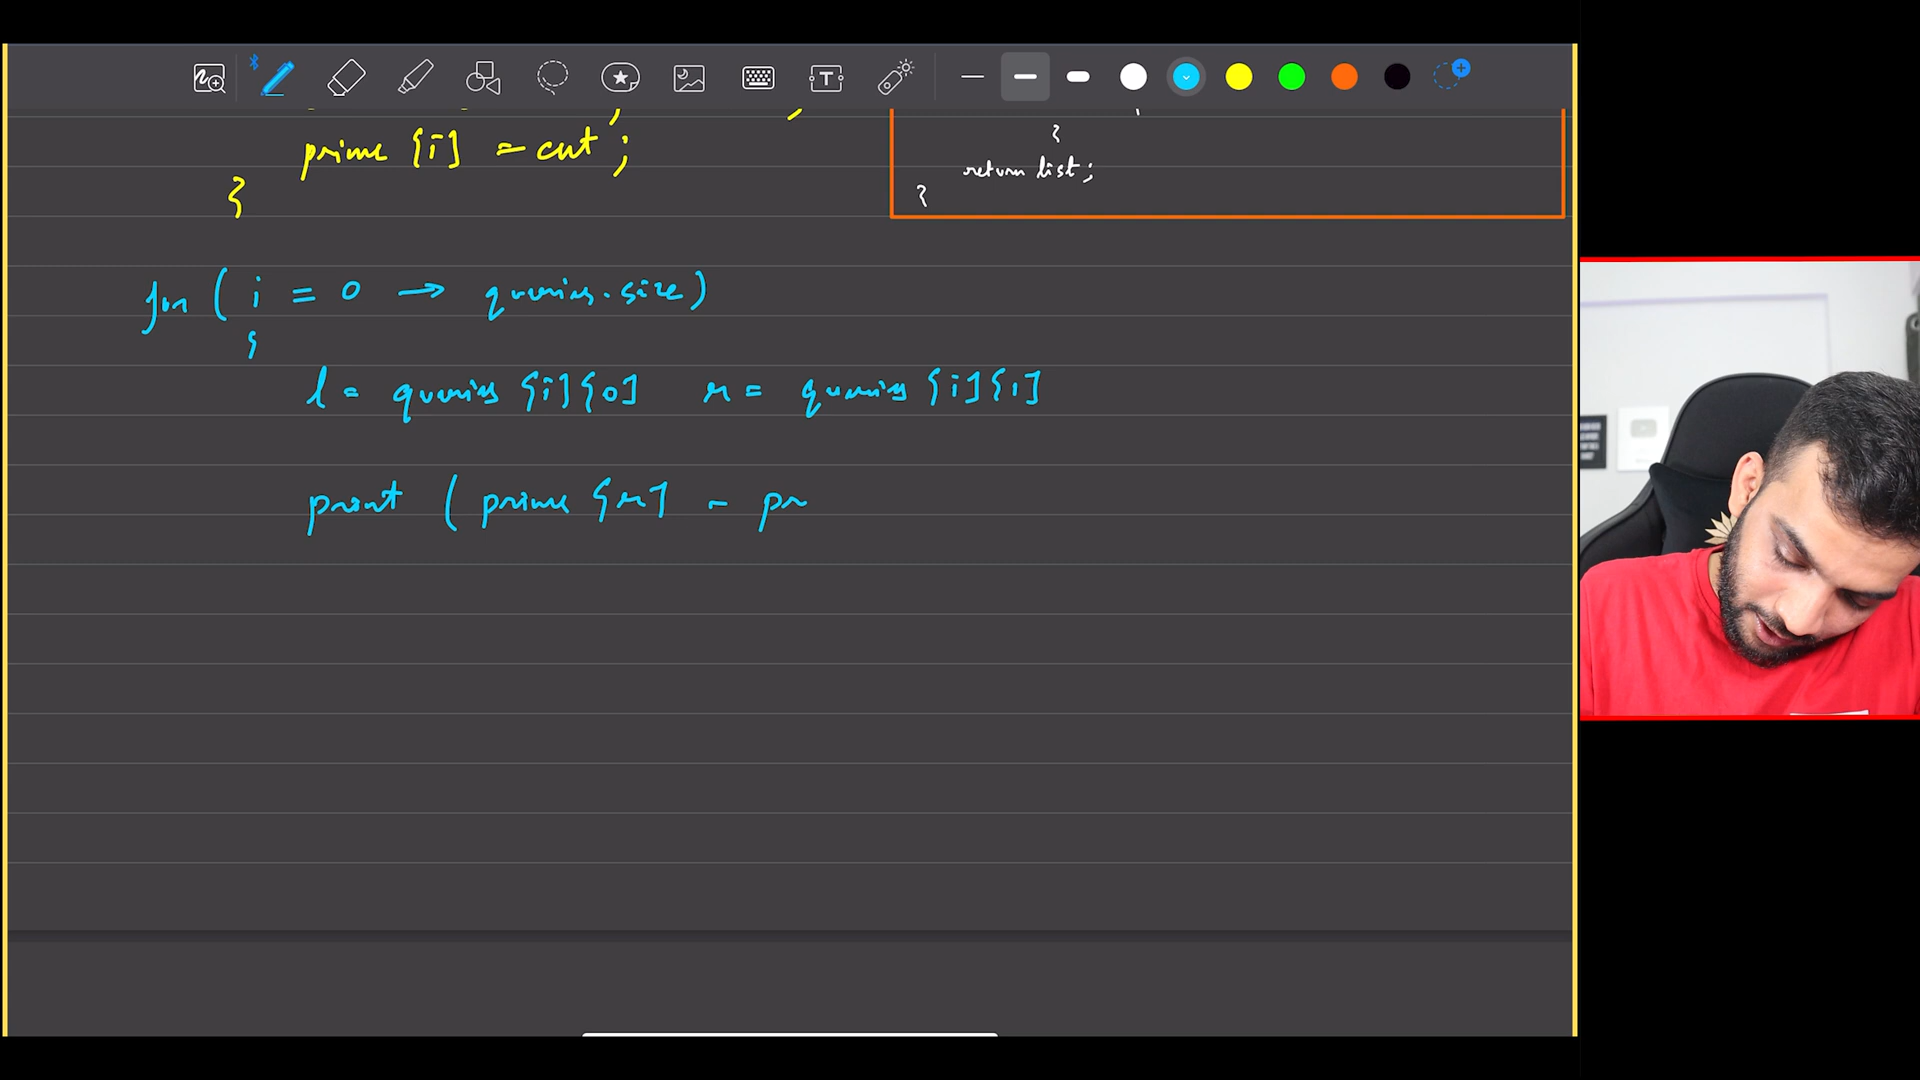 prime [i] = cnt ;
}
}
return list ;
}
for ( i = 0 → queries.size )
{
l = queries [i][0] r = queries [i][1]
print ( prime [r] - pr
T